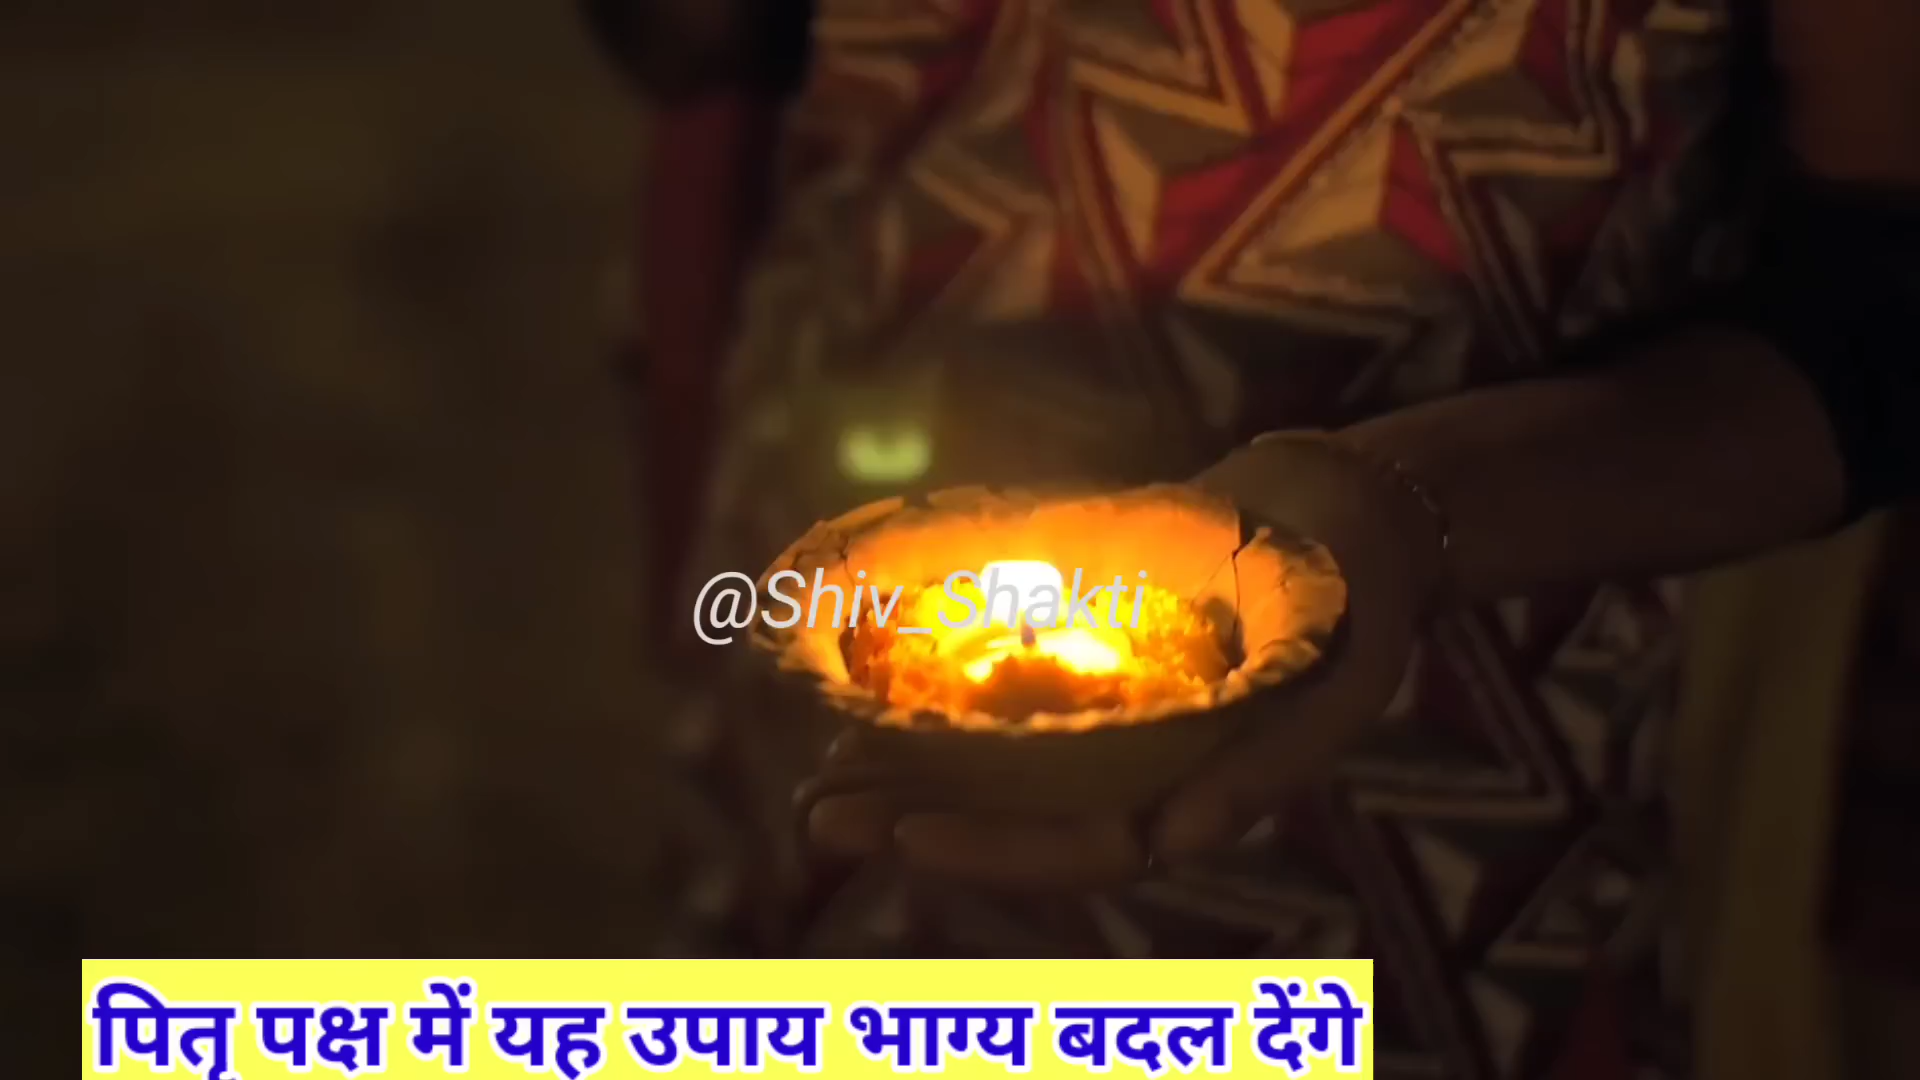 @Shiv_Shakti
पितृ पक्ष में यह उपाय भाग्य बदल देंगे